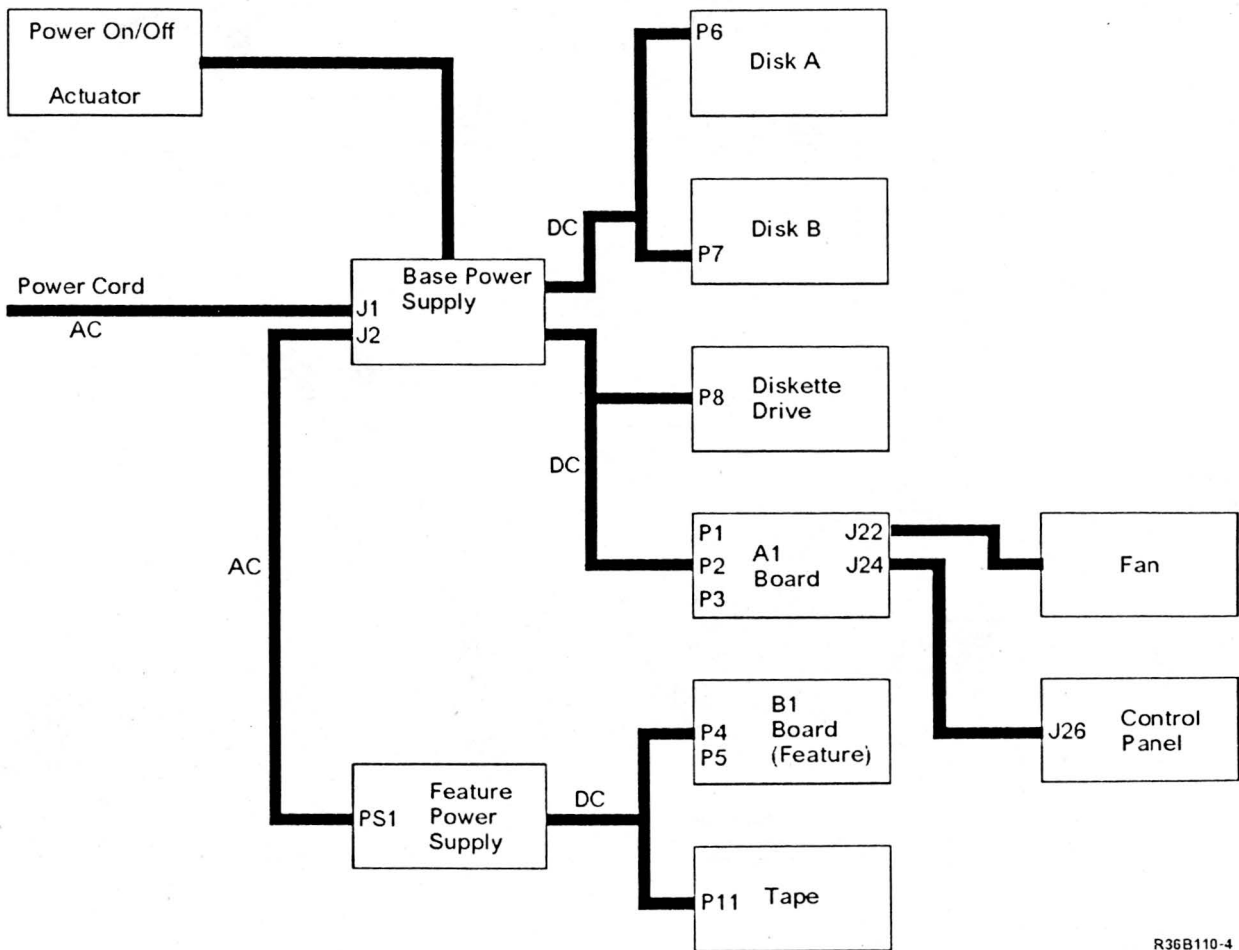 Power On/Off
Actuator
P6
Disk A
DC
P7
Disk B
Power Cord
AC
J1
J2
Base Power
Supply
P8
Diskette
Drive
DC
AC
P1
P2
P3
A1
Board
J22
J24
Fan
J26
Control
Panel
P4
P5
B1
Board
(Feature)
PS1
Feature
Power
Supply
DC
P11
Tape
R36B110-4